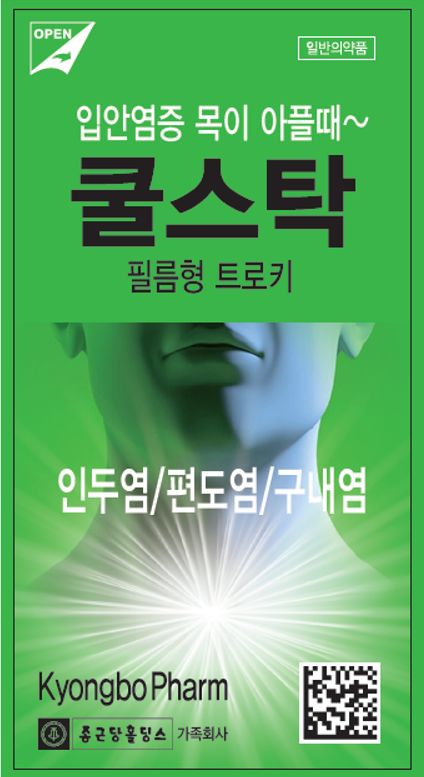 OPEN
일반의약품
입안염증 목이 아플때~
쿨스탁
필름형 트로키
인두염/편도염/구내염
Kyongbo Pharm
종근당홀딩스 가족회사